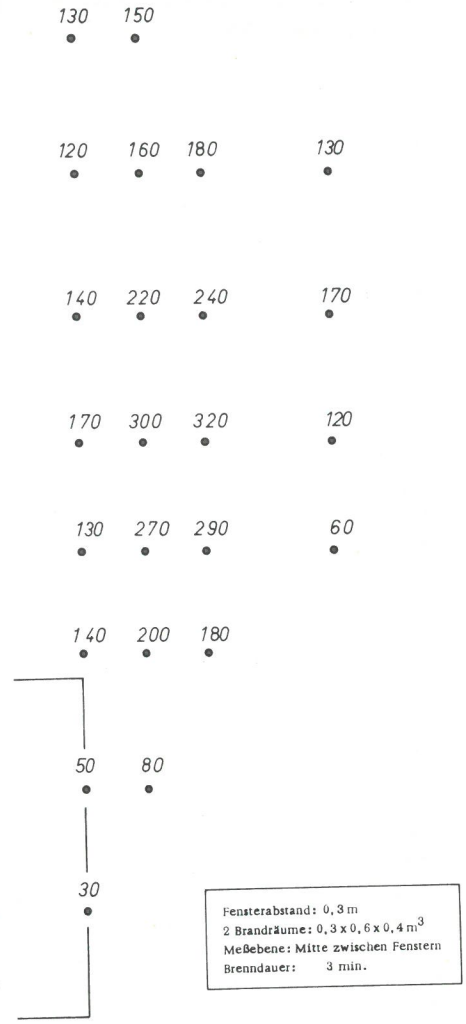 130 150
120 160 180 130
140 220 240 170
170 300 320 120
130 270 290 60
140 200 180
50 80
30
Fensterabstand: 0,3 m
2 Brandräume: 0,3 x 0,6 x 0,4 m³
Meßebene: Mitte zwischen Fenstern
Brenndauer: 3 min.